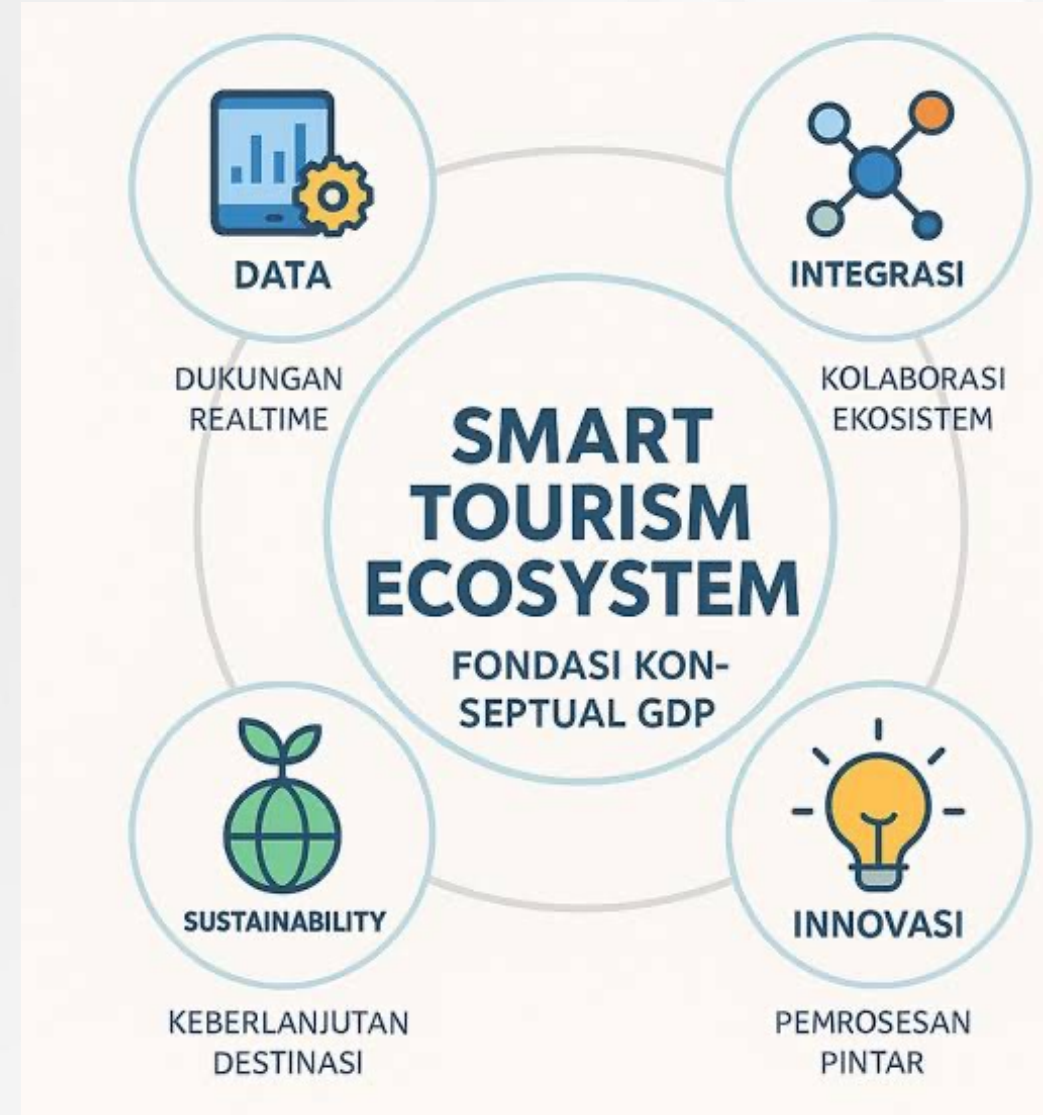 DATA
DUKUNGAN
REALTIME
INTEGRASI
KOLABORASI
EKOSISTEM
SMART
TOURISM
ECOSYSTEM
FONDASI KON-
SEPTUAL GDP
SUSTAINABILITY
KEBERLANJUTAN
DESTINASI
INNOVASI
PEMROSESAN
PINTAR